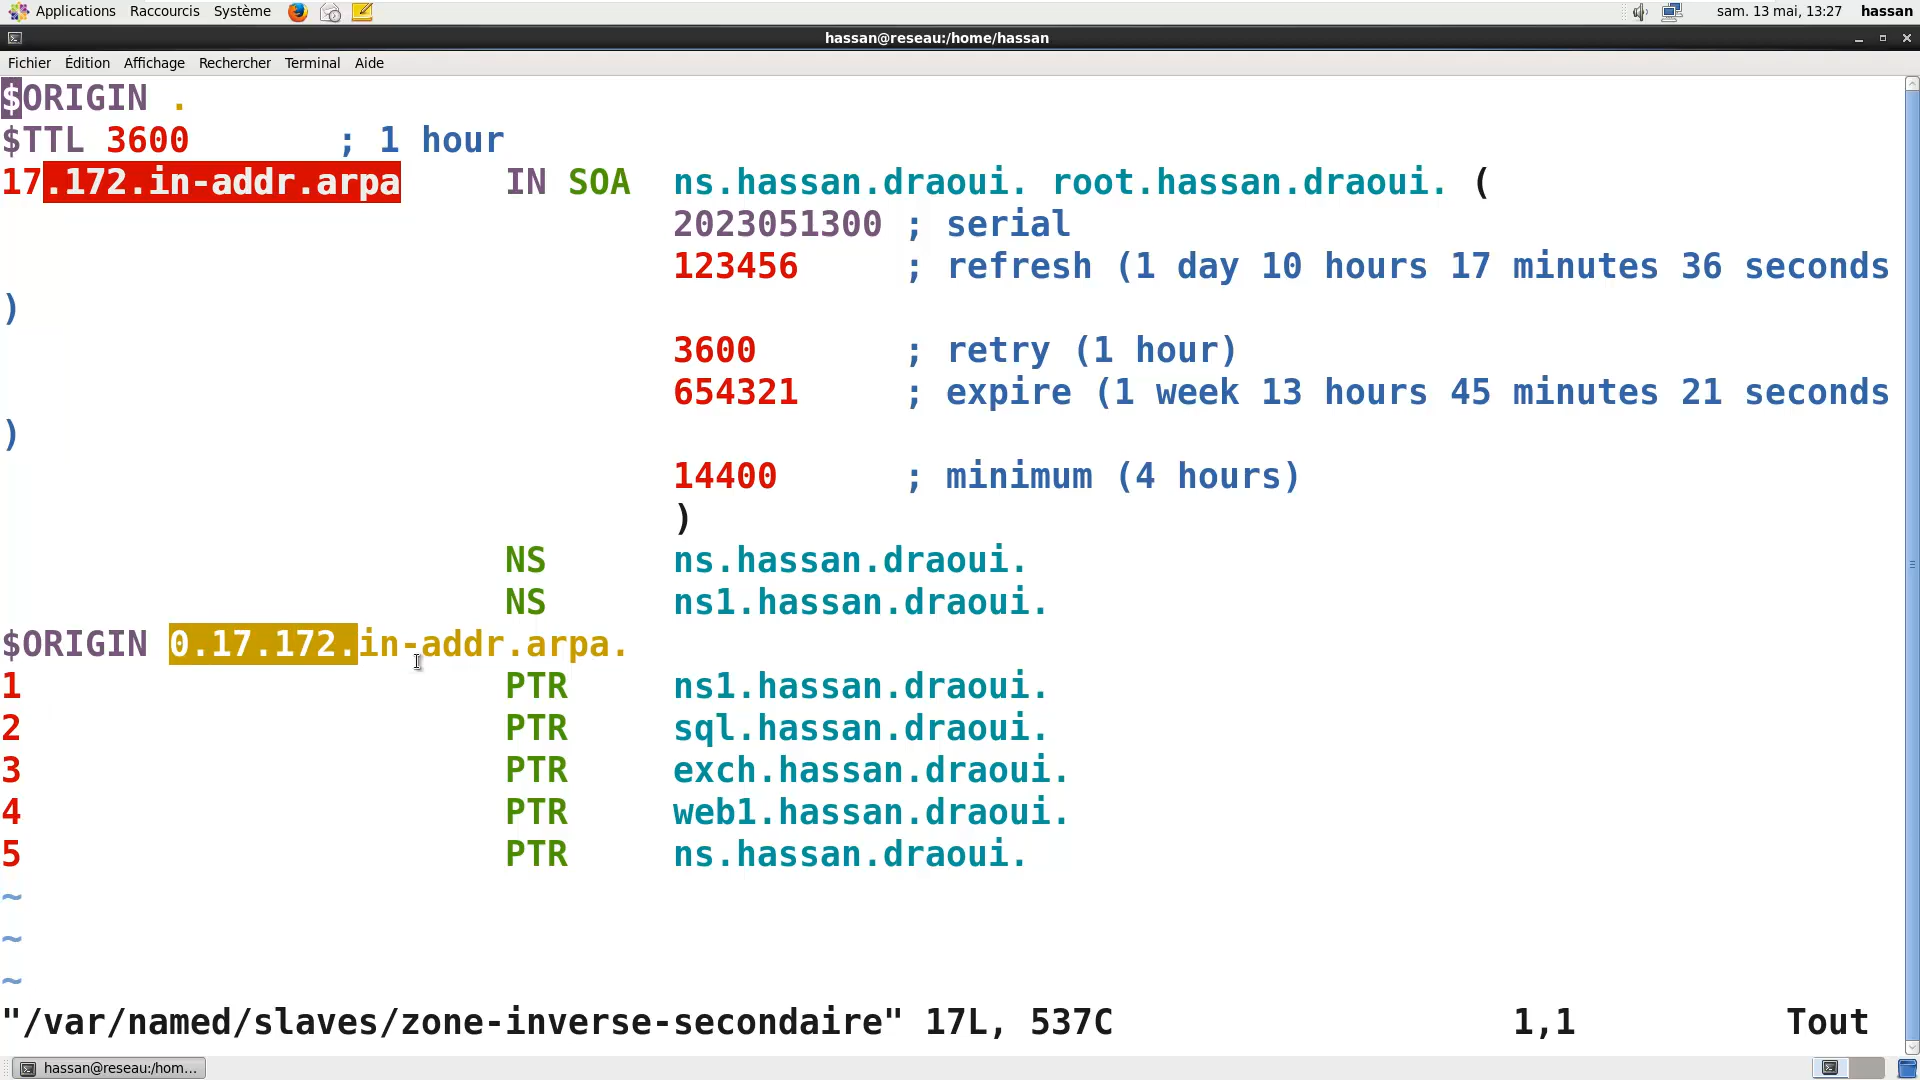 Applications Raccourcis Système sam. 13 mai, 13:27 hassan
hassan@reseau:/home/hassan
Fichier Édition Affichage Rechercher Terminal Aide
$ORIGIN .
$TTL 3600 ; 1 hour
17.172.in-addr.arpa IN SOA ns.hassan.draoui. root.hassan.draoui. (
2023051300 ; serial
123456 ; refresh (1 day 10 hours 17 minutes 36 seconds
)
3600 ; retry (1 hour)
654321 ; expire (1 week 13 hours 45 minutes 21 seconds
)
14400 ; minimum (4 hours)
)
NS ns.hassan.draoui.
NS ns1.hassan.draoui.
$ORIGIN 0.17.172.in-addr.arpa.
1 PTR ns1.hassan.draoui.
2 PTR sql.hassan.draoui.
3 PTR exch.hassan.draoui.
4 PTR web1.hassan.draoui.
5 PTR ns.hassan.draoui.
~
~
~
"/var/named/slaves/zone-inverse-secondaire" 17L, 537C 1,1 Tout
hassan@reseau:/hom...